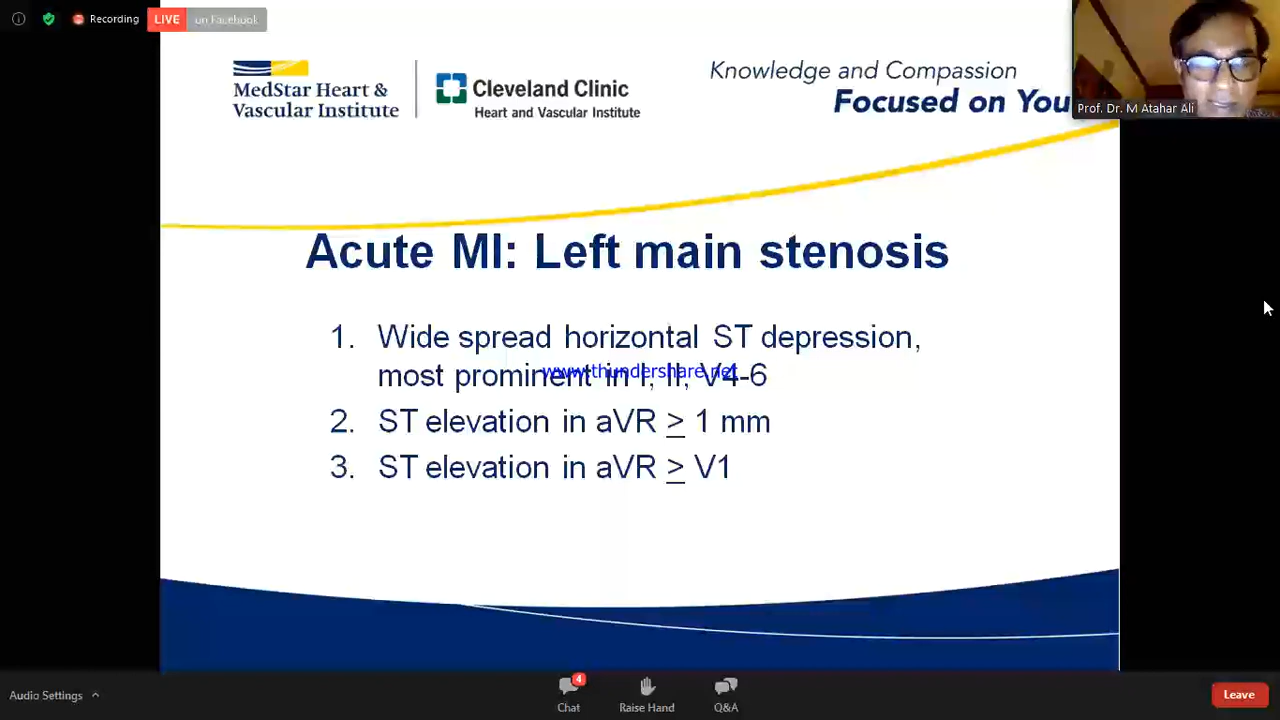 Recording
LIVE on Facebook
MedStar Heart &
Vascular Institute
Cleveland Clinic
Heart and Vascular Institute
Knowledge and Compassion
Focused on You
Prof. Dr. M Atahar Ali
Acute MI: Left main stenosis
1. Wide spread horizontal ST depression,
most prominent in I, II, V4-6
www.thundershare.net
2. ST elevation in aVR ≥ 1 mm
3. ST elevation in aVR ≥ V1
Audio Settings
4
Chat
Raise Hand
Q&A
Leave